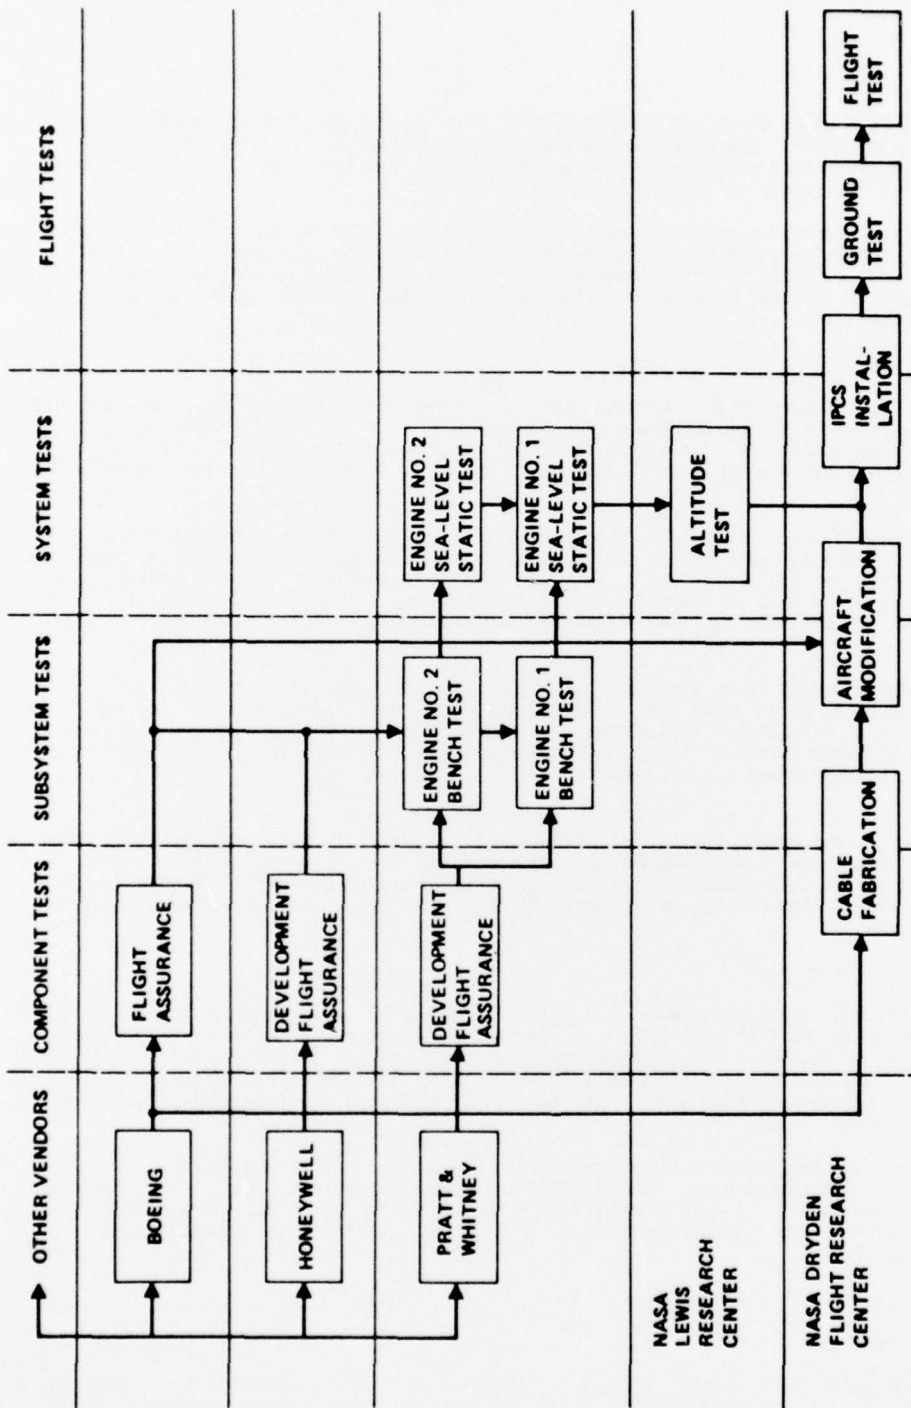 OTHER VENDORS
COMPONENT TESTS
SUBSYSTEM TESTS
SYSTEM TESTS
FLIGHT TESTS
BOEING
FLIGHT
ASSURANCE
HONEYWELL
DEVELOPMENT
FLIGHT
ASSURANCE
PRATT &
WHITNEY
DEVELOPMENT
FLIGHT
ASSURANCE
ENGINE NO. 2
BENCH TEST
ENGINE NO. 2
SEA-LEVEL
STATIC TEST
ENGINE NO. 1
BENCH TEST
ENGINE NO. 1
SEA-LEVEL
STATIC TEST
NASA
LEWIS
RESEARCH
CENTER
ALTITUDE
TEST
NASA DRYDEN
FLIGHT RESEARCH
CENTER
CABLE
FABRICATION
AIRCRAFT
MODIFICATION
IPCS
INSTAL-
LATION
GROUND
TEST
FLIGHT
TEST